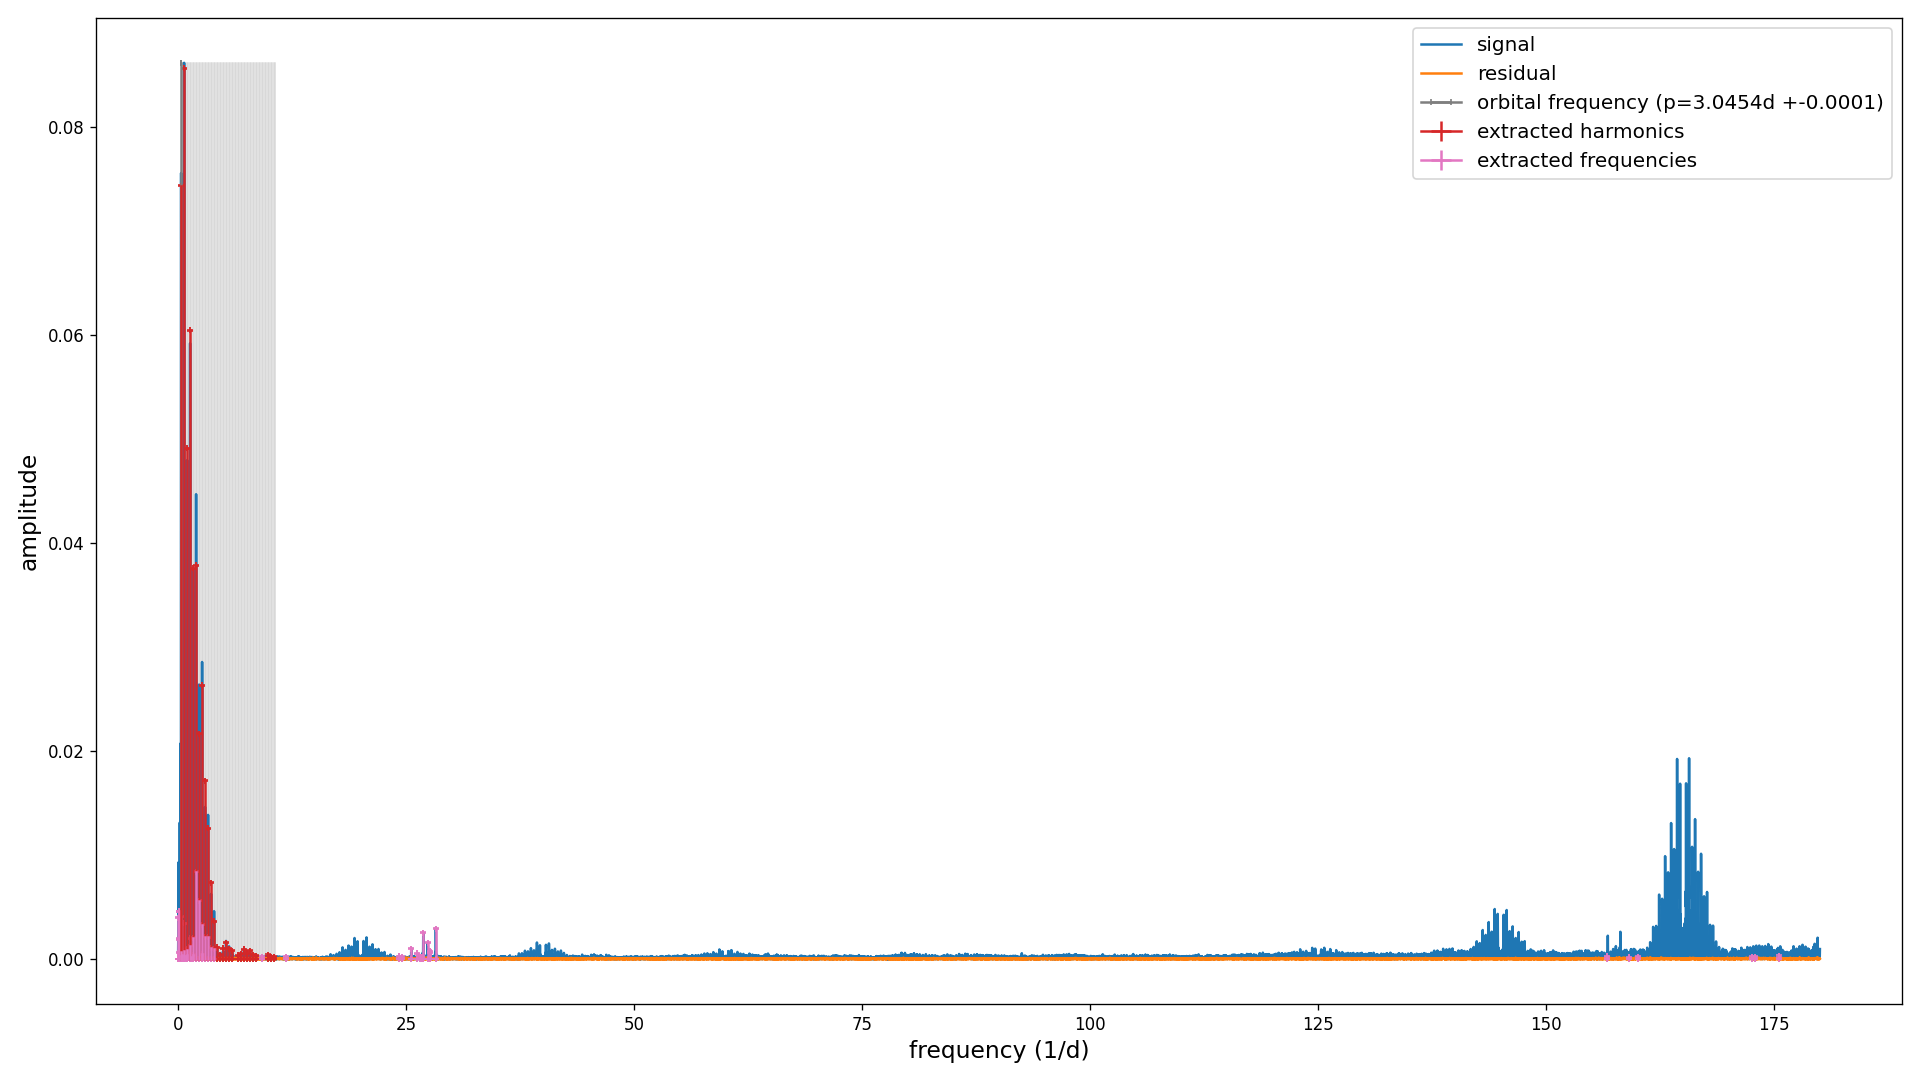 signal
residual
orbital frequency (p=3.0454d +-0.0001)
extracted harmonics
extracted frequencies
0.08
0.06
0.04
0.02
0.00
amplitude
0 25 50 75 100 125 150 175
frequency (1/d)